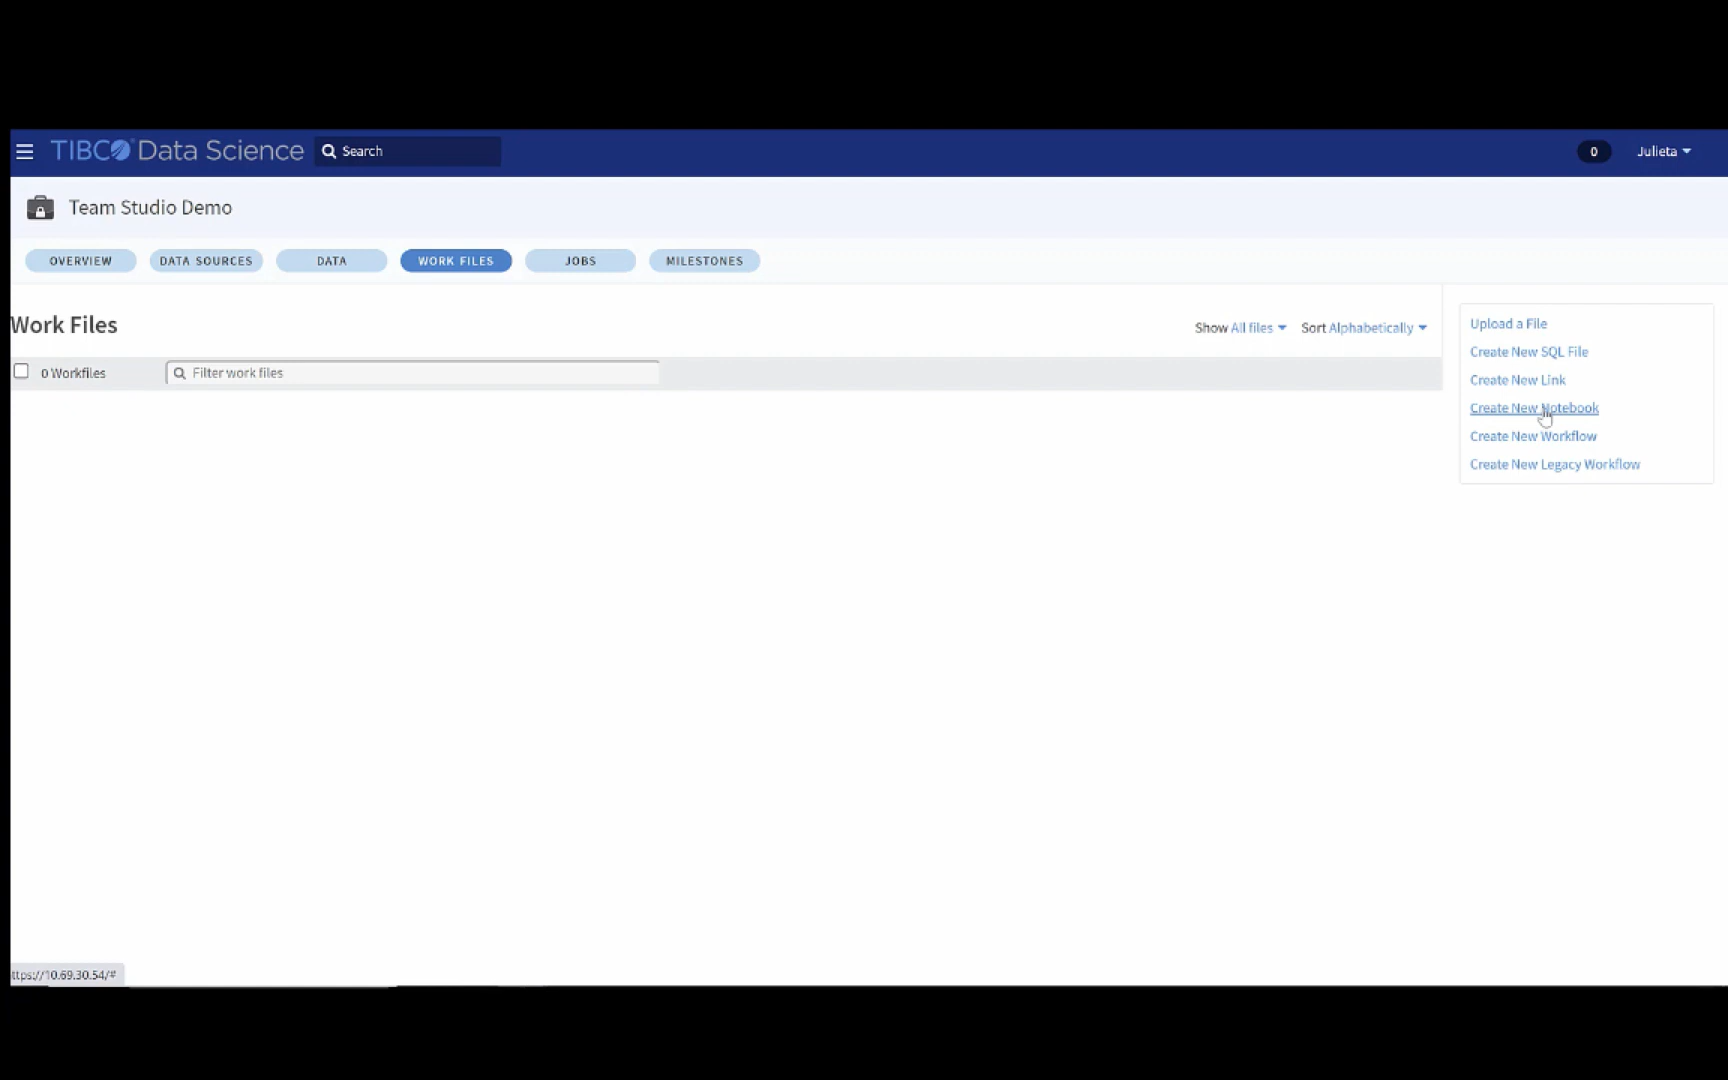 TIBCO Data Science Search 0 Julieta
Team Studio Demo
OVERVIEW DATA SOURCES DATA WORK FILES JOBS MILESTONES
Work Files
Show All files Sort Alphabetically
0 Workfiles Filter work files
Upload a File
Create New SQL File
Create New Link
Create New Notebook
Create New Workflow
Create New Legacy Workflow
ttps://10.69.30.54/#